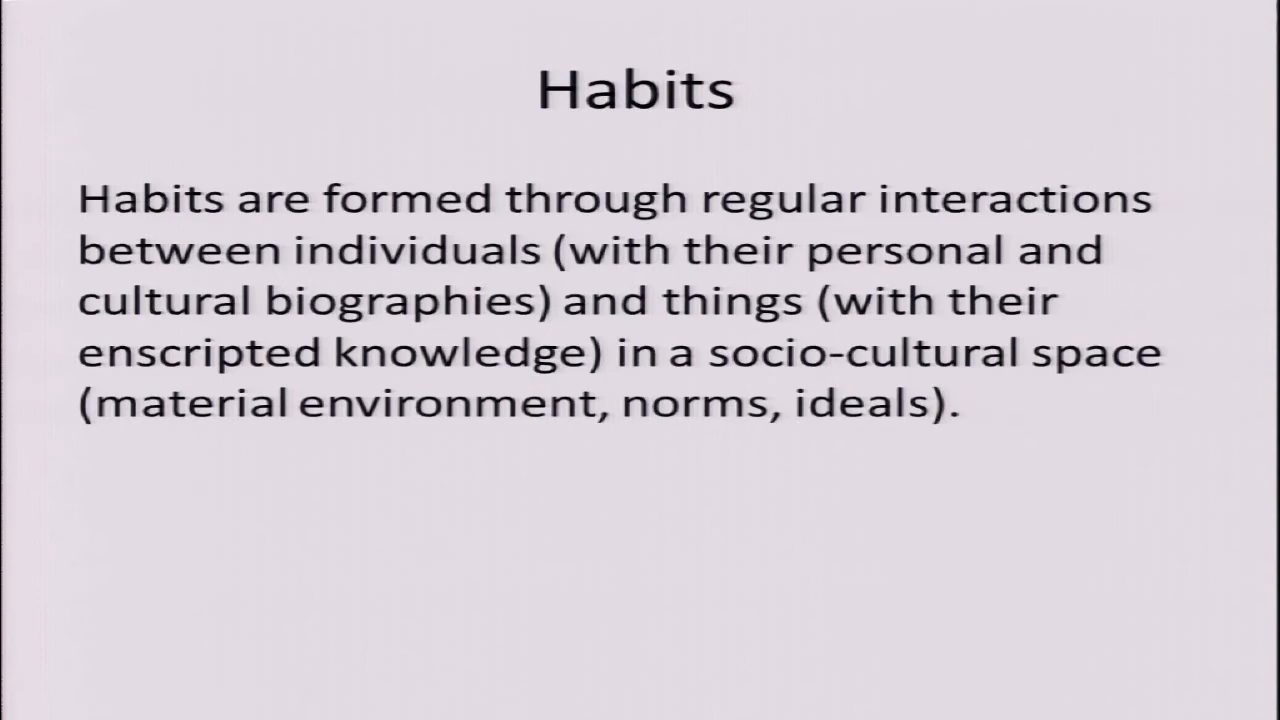 Habits
Habits are formed through regular interactions
between individuals (with their personal and
cultural biographies) and things (with their
enscripted knowledge) in a socio-cultural space
(material environment, norms, ideals).